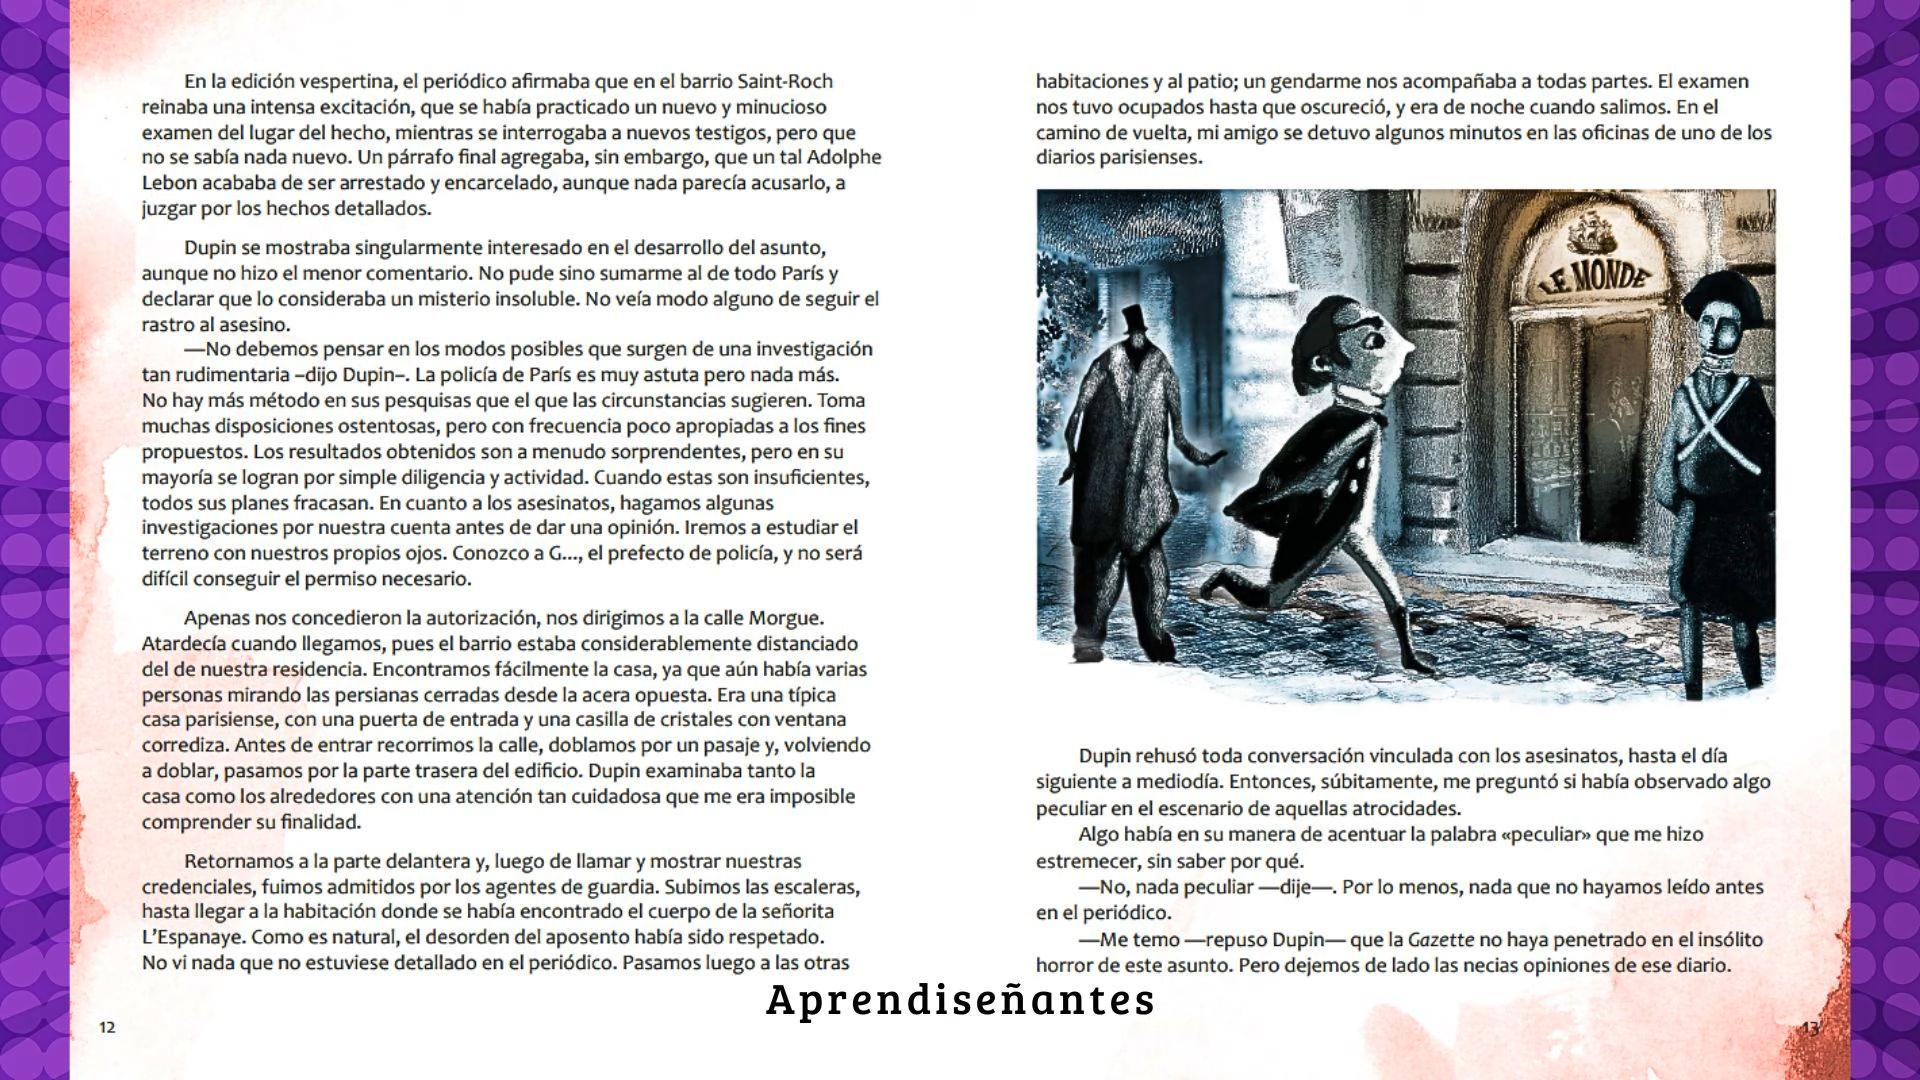 En la edición vespertina, el periódico afirmaba que en el barrio Saint-Roch
reinaba una intensa excitación, que se había practicado un nuevo y minucioso
examen del lugar del hecho, mientras se interrogaba a nuevos testigos, pero que
no se sabía nada nuevo. Un párrafo final agregaba, sin embargo, que un tal Adolphe
Lebon acababa de ser arrestado y encarcelado, aunque nada parecía acusarlo, a
juzgar por los hechos detallados.
Dupin se mostraba singularmente interesado en el desarrollo del asunto,
aunque no hizo el menor comentario. No pude sino sumarme al de todo París y
declarar que lo consideraba un misterio insoluble. No veía modo alguno de seguir el
rastro al asesino.
—No debemos pensar en los modos posibles que surgen de una investigación
tan rudimentaria –dijo Dupin–. La policía de París es muy astuta pero nada más.
No hay más método en sus pesquisas que el que las circunstancias sugieren. Toma
muchas disposiciones ostentosas, pero con frecuencia poco apropiadas a los fines
propuestos. Los resultados obtenidos son a menudo sorprendentes, pero en su
mayoría se logran por simple diligencia y actividad. Cuando estas son insuficientes,
todos sus planes fracasan. En cuanto a los asesinatos, hagamos algunas
investigaciones por nuestra cuenta antes de dar una opinión. Iremos a estudiar el
terreno con nuestros propios ojos. Conozco a G..., el prefecto de policía, y no será
difícil conseguir el permiso necesario.
Apenas nos concedieron la autorización, nos dirigimos a la calle Morgue.
Atardecía cuando llegamos, pues el barrio estaba considerablemente distanciado
del de nuestra residencia. Encontramos fácilmente la casa, ya que aún había varias
personas mirando las persianas cerradas desde la acera opuesta. Era una típica
casa parisiense, con una puerta de entrada y una casilla de cristales con ventana
corrediza. Antes de entrar recorrimos la calle, doblamos por un pasaje y, volviendo
a doblar, pasamos por la parte trasera del edificio. Dupin examinaba tanto la
casa como los alrededores con una atención tan cuidadosa que me era imposible
comprender su finalidad.
Retornamos a la parte delantera y, luego de llamar y mostrar nuestras
credenciales, fuimos admitidos por los agentes de guardia. Subimos las escaleras,
hasta llegar a la habitación donde se había encontrado el cuerpo de la señorita
L'Espanaye. Como es natural, el desorden del aposento había sido respetado.
No vi nada que no estuviese detallado en el periódico. Pasamos luego a las otras
12
habitaciones y al patio; un gendarme nos acompañaba a todas partes. El examen
nos tuvo ocupados hasta que oscureció, y era de noche cuando salimos. En el
camino de vuelta, mi amigo se detuvo algunos minutos en las oficinas de uno de los
diarios parisienses.
LE MONDE
Dupin rehusó toda conversación vinculada con los asesinatos, hasta el día
siguiente a mediodía. Entonces, súbitamente, me preguntó si había observado algo
peculiar en el escenario de aquellas atrocidades.
Algo había en su manera de acentuar la palabra «peculiar» que me hizo
estremecer, sin saber por qué.
—No, nada peculiar —dije—. Por lo menos, nada que no hayamos leído antes
en el periódico.
—Me temo —repuso Dupin— que la Gazette no haya penetrado en el insólito
horror de este asunto. Pero dejemos de lado las necias opiniones de ese diario.
13
Aprendiseñantes